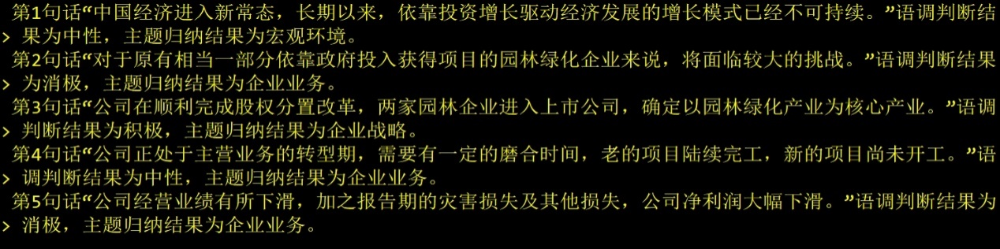 第1句话“中国经济进入新常态，长期以来，依靠投资增长驱动经济发展的增长模式已经不可持续。”语调判断结
> 果为中性，主题归纳结果为宏观环境。
第2句话“对于原有相当一部分依靠政府投入获得项目的园林绿化企业来说，将面临较大的挑战。”语调判断结果
> 为消极，主题归纳结果为企业业务。
第3句话“公司在顺利完成股权分置改革，两家园林企业进入上市公司，确定以园林绿化产业为核心产业。”语调
> 判断结果为积极，主题归纳结果为企业战略。
第4句话“公司正处于主营业务的转型期，需要有一定的磨合时间，老的项目陆续完工，新的项目尚未开工。”语
> 调判断结果为中性，主题归纳结果为企业业务。
第5句话“公司经营业绩有所下滑，加之报告期的灾害损失及其他损失，公司净利润大幅下滑。”语调判断结果为
> 消极，主题归纳结果为企业业务。